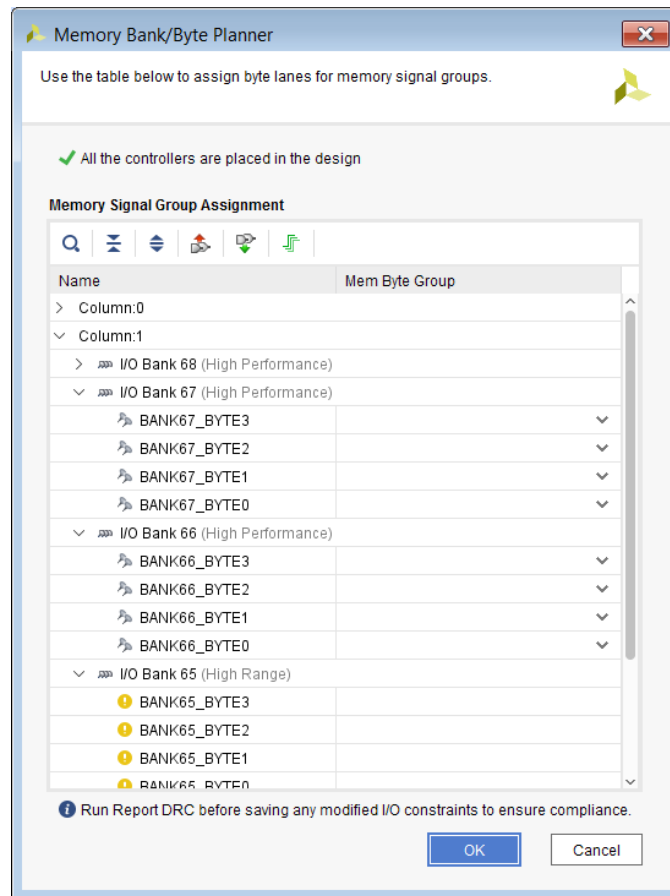 Memory Bank/Byte Planner
Use the table below to assign byte lanes for memory signal groups.
All the controllers are placed in the design
Memory Signal Group Assignment
Name Mem Byte Group
Column:0
Column:1
I/O Bank 68 (High Performance)
I/O Bank 67 (High Performance)
BANK67_BYTE3
BANK67_BYTE2
BANK67_BYTE1
BANK67_BYTE0
I/O Bank 66 (High Performance)
BANK66_BYTE3
BANK66_BYTE2
BANK66_BYTE1
BANK66_BYTE0
I/O Bank 65 (High Range)
BANK65_BYTE3
BANK65_BYTE2
BANK65_BYTE1
BANK65_BYTE0
Run Report DRC before saving any modified I/O constraints to ensure compliance.
OK Cancel